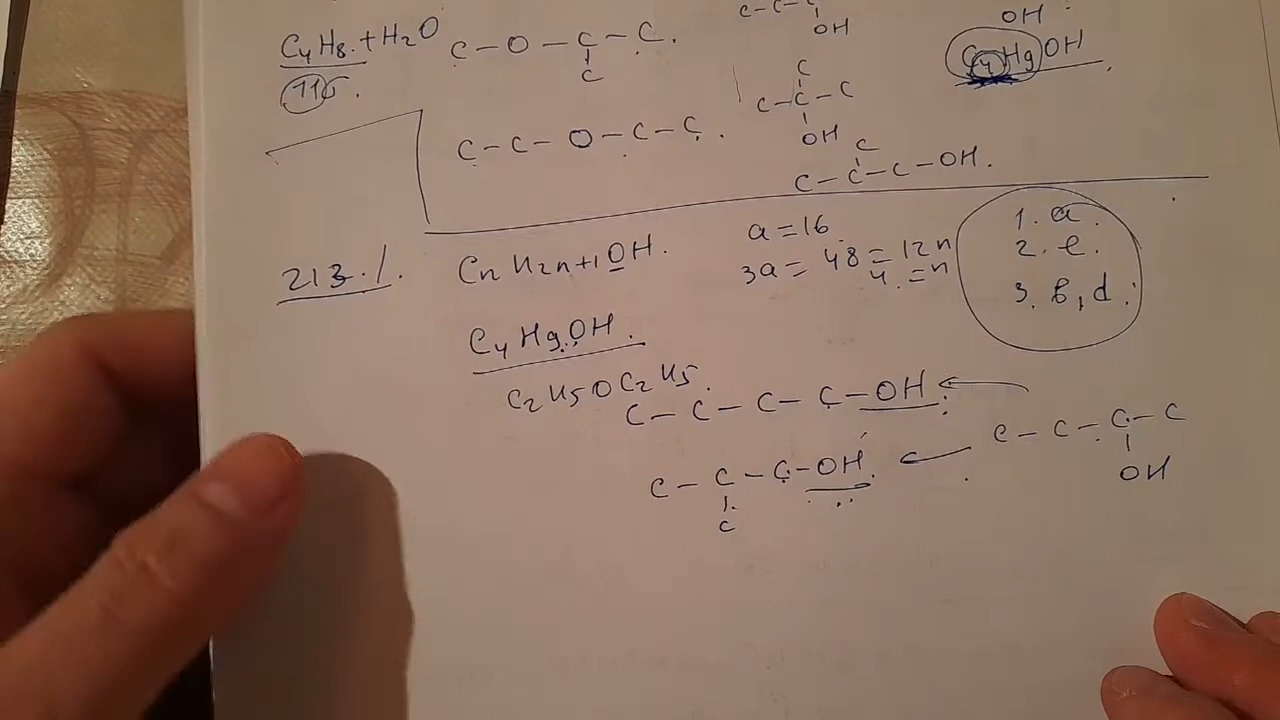 C4H8 + H2O
116.
C – O – C – C.
C
C – C – C
OH
OH
C4H9OH
C – C – O – C – C.
C
C – C – C
OH
C
C – C – C – OH.
213./.
CnH2n+1OH.
a = 16
3a = 48 = 12n
4 = n
1. a.
2. e.
3. b, d.
C4H9OH.
C2H5OC2H5.
C – C – C – C – OH
C – C – C – C
OH
C – C – C – OH.
C